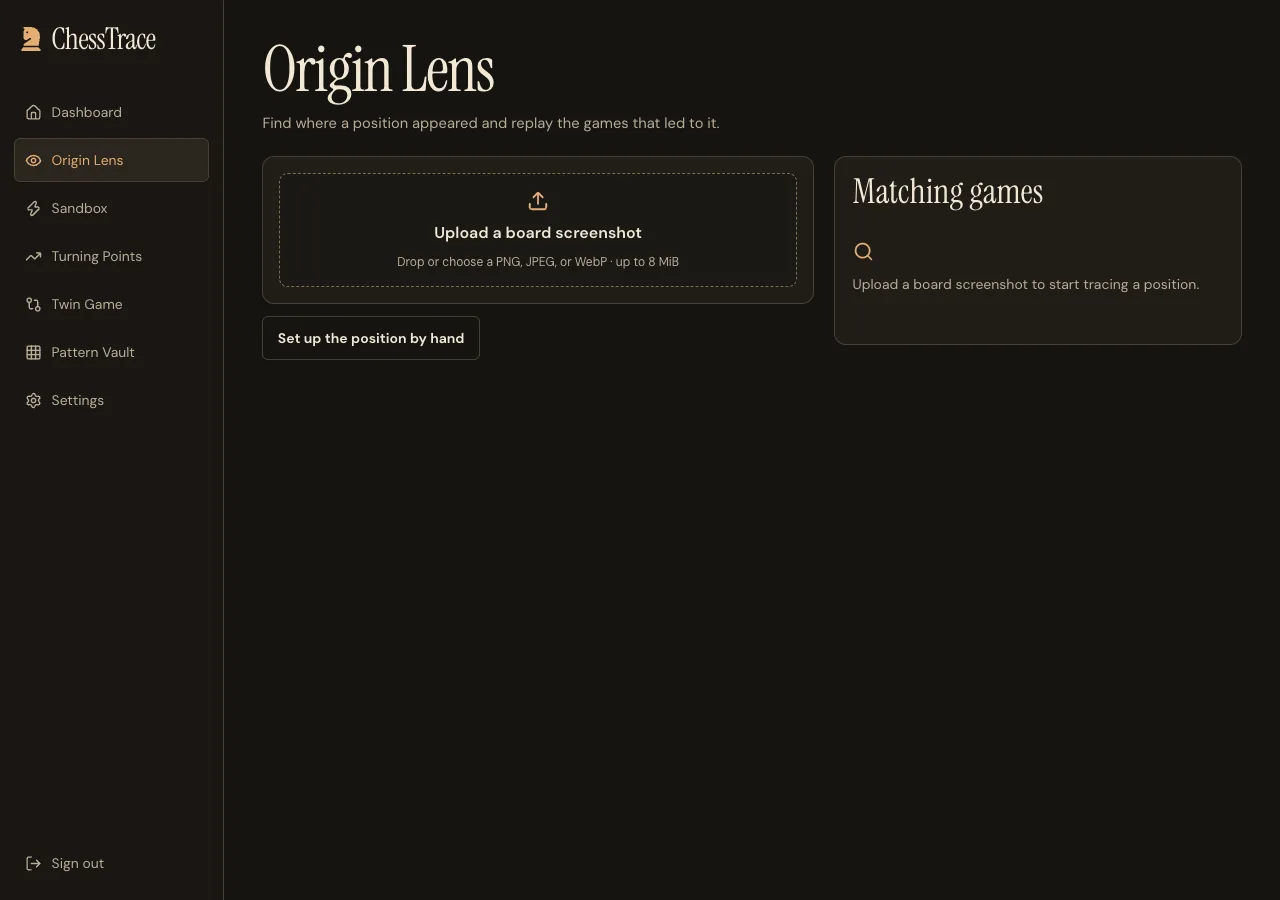 ChessTrace
Dashboard
Origin Lens
Sandbox
Turning Points
Twin Game
Pattern Vault
Settings
Sign out
Origin Lens
Find where a position appeared and replay the games that led to it.
Upload a board screenshot
Drop or choose a PNG, JPEG, or WebP · up to 8 MiB
Set up the position by hand
Matching games
Upload a board screenshot to start tracing a position.